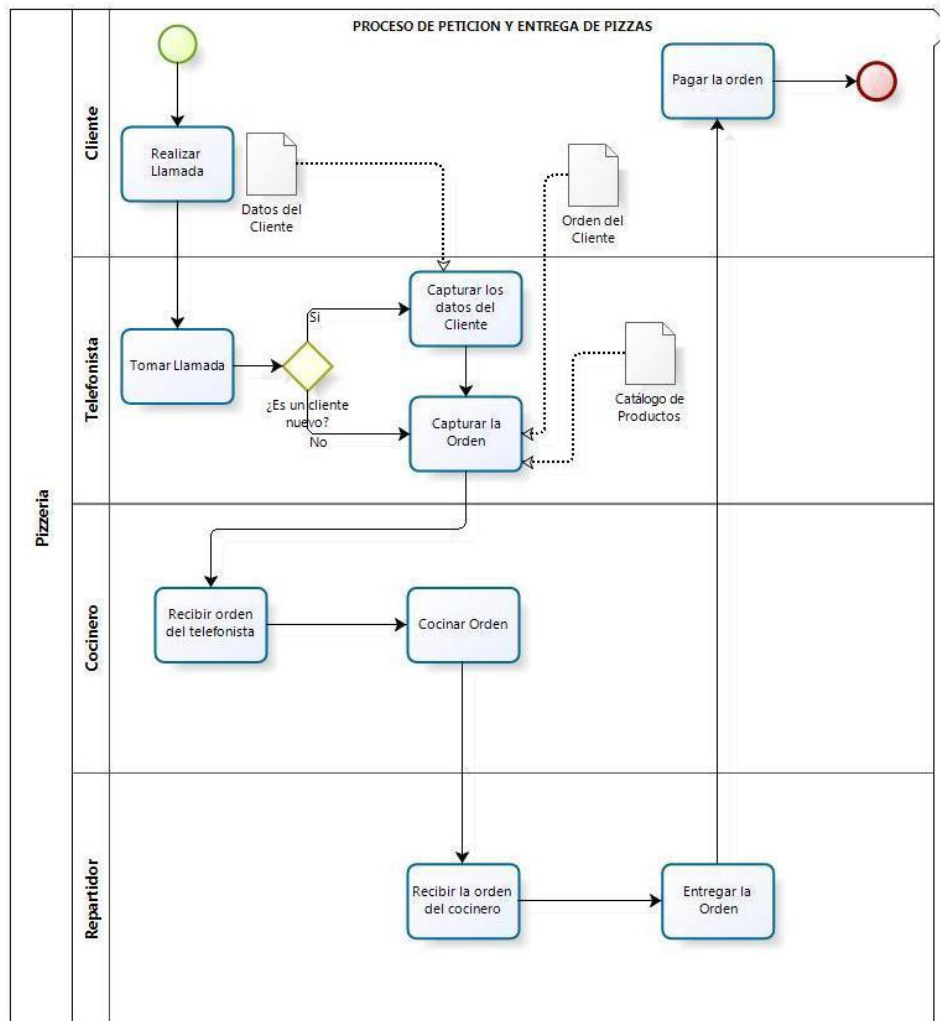 PROCESO DE PETICION Y ENTREGA DE PIZZAS
Pizzeria
Cliente
Realizar
Llamada
Datos del
Cliente
Orden del
Cliente
Pagar la orden
Telefonista
Tomar Llamada
¿Es un cliente
nuevo?
Si
No
Capturar los
datos del
Cliente
Capturar la
Orden
Catálogo de
Productos
Cocinero
Recibir orden
del telefonista
Cocinar Orden
Repartidor
Recibir la orden
del cocinero
Entregar la
Orden